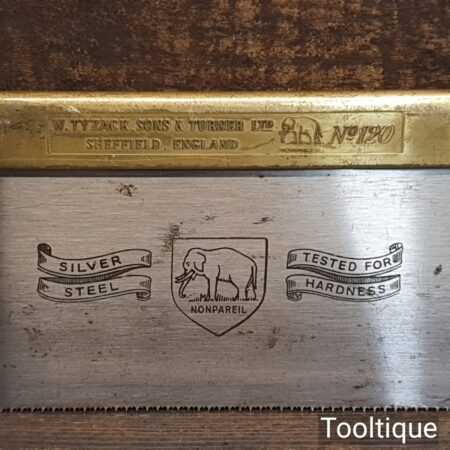 W. TYZACK, SONS & TURNER LTD
SHEFFIELD, ENGLAND
No 120
SILVER
STEEL
NONPAREIL
TESTED FOR
HARDNESS
Tooltique